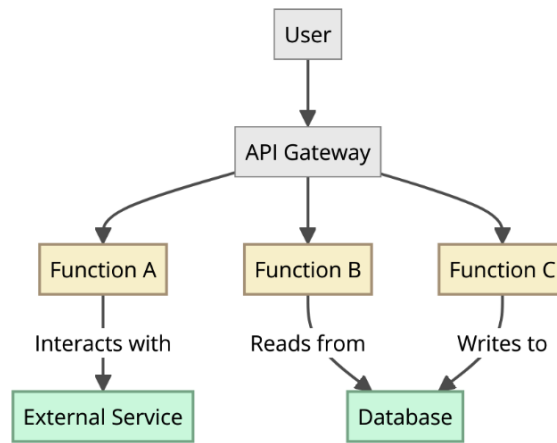 User
API Gateway
Function A
Function B
Function C
Interacts with
Reads from
Writes to
External Service
Database